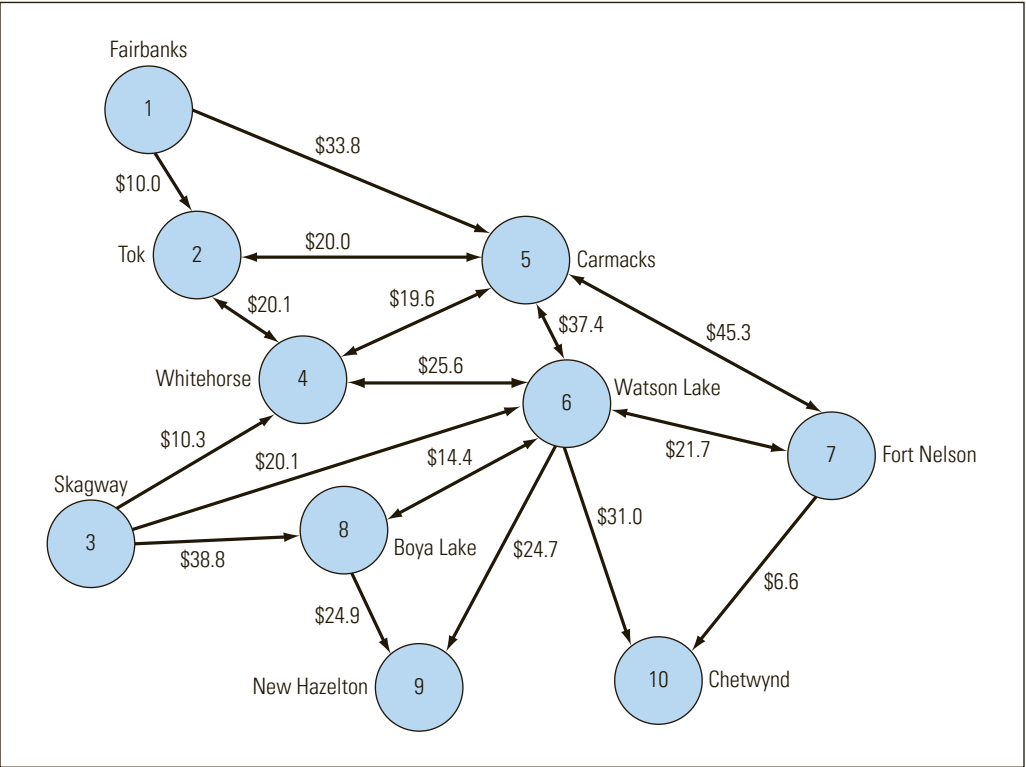 Fairbanks
1
$33.8
$10.0
Tok
2
$20.0
5
Carmacks
$20.1
$19.6
$37.4
$45.3
Whitehorse
4
$25.6
6
Watson Lake
$10.3
$20.1
$14.4
$21.7
7
Fort Nelson
Skagway
3
8
Boya Lake
$38.8
$31.0
$24.7
$24.9
$6.6
New Hazelton
9
10
Chetwynd